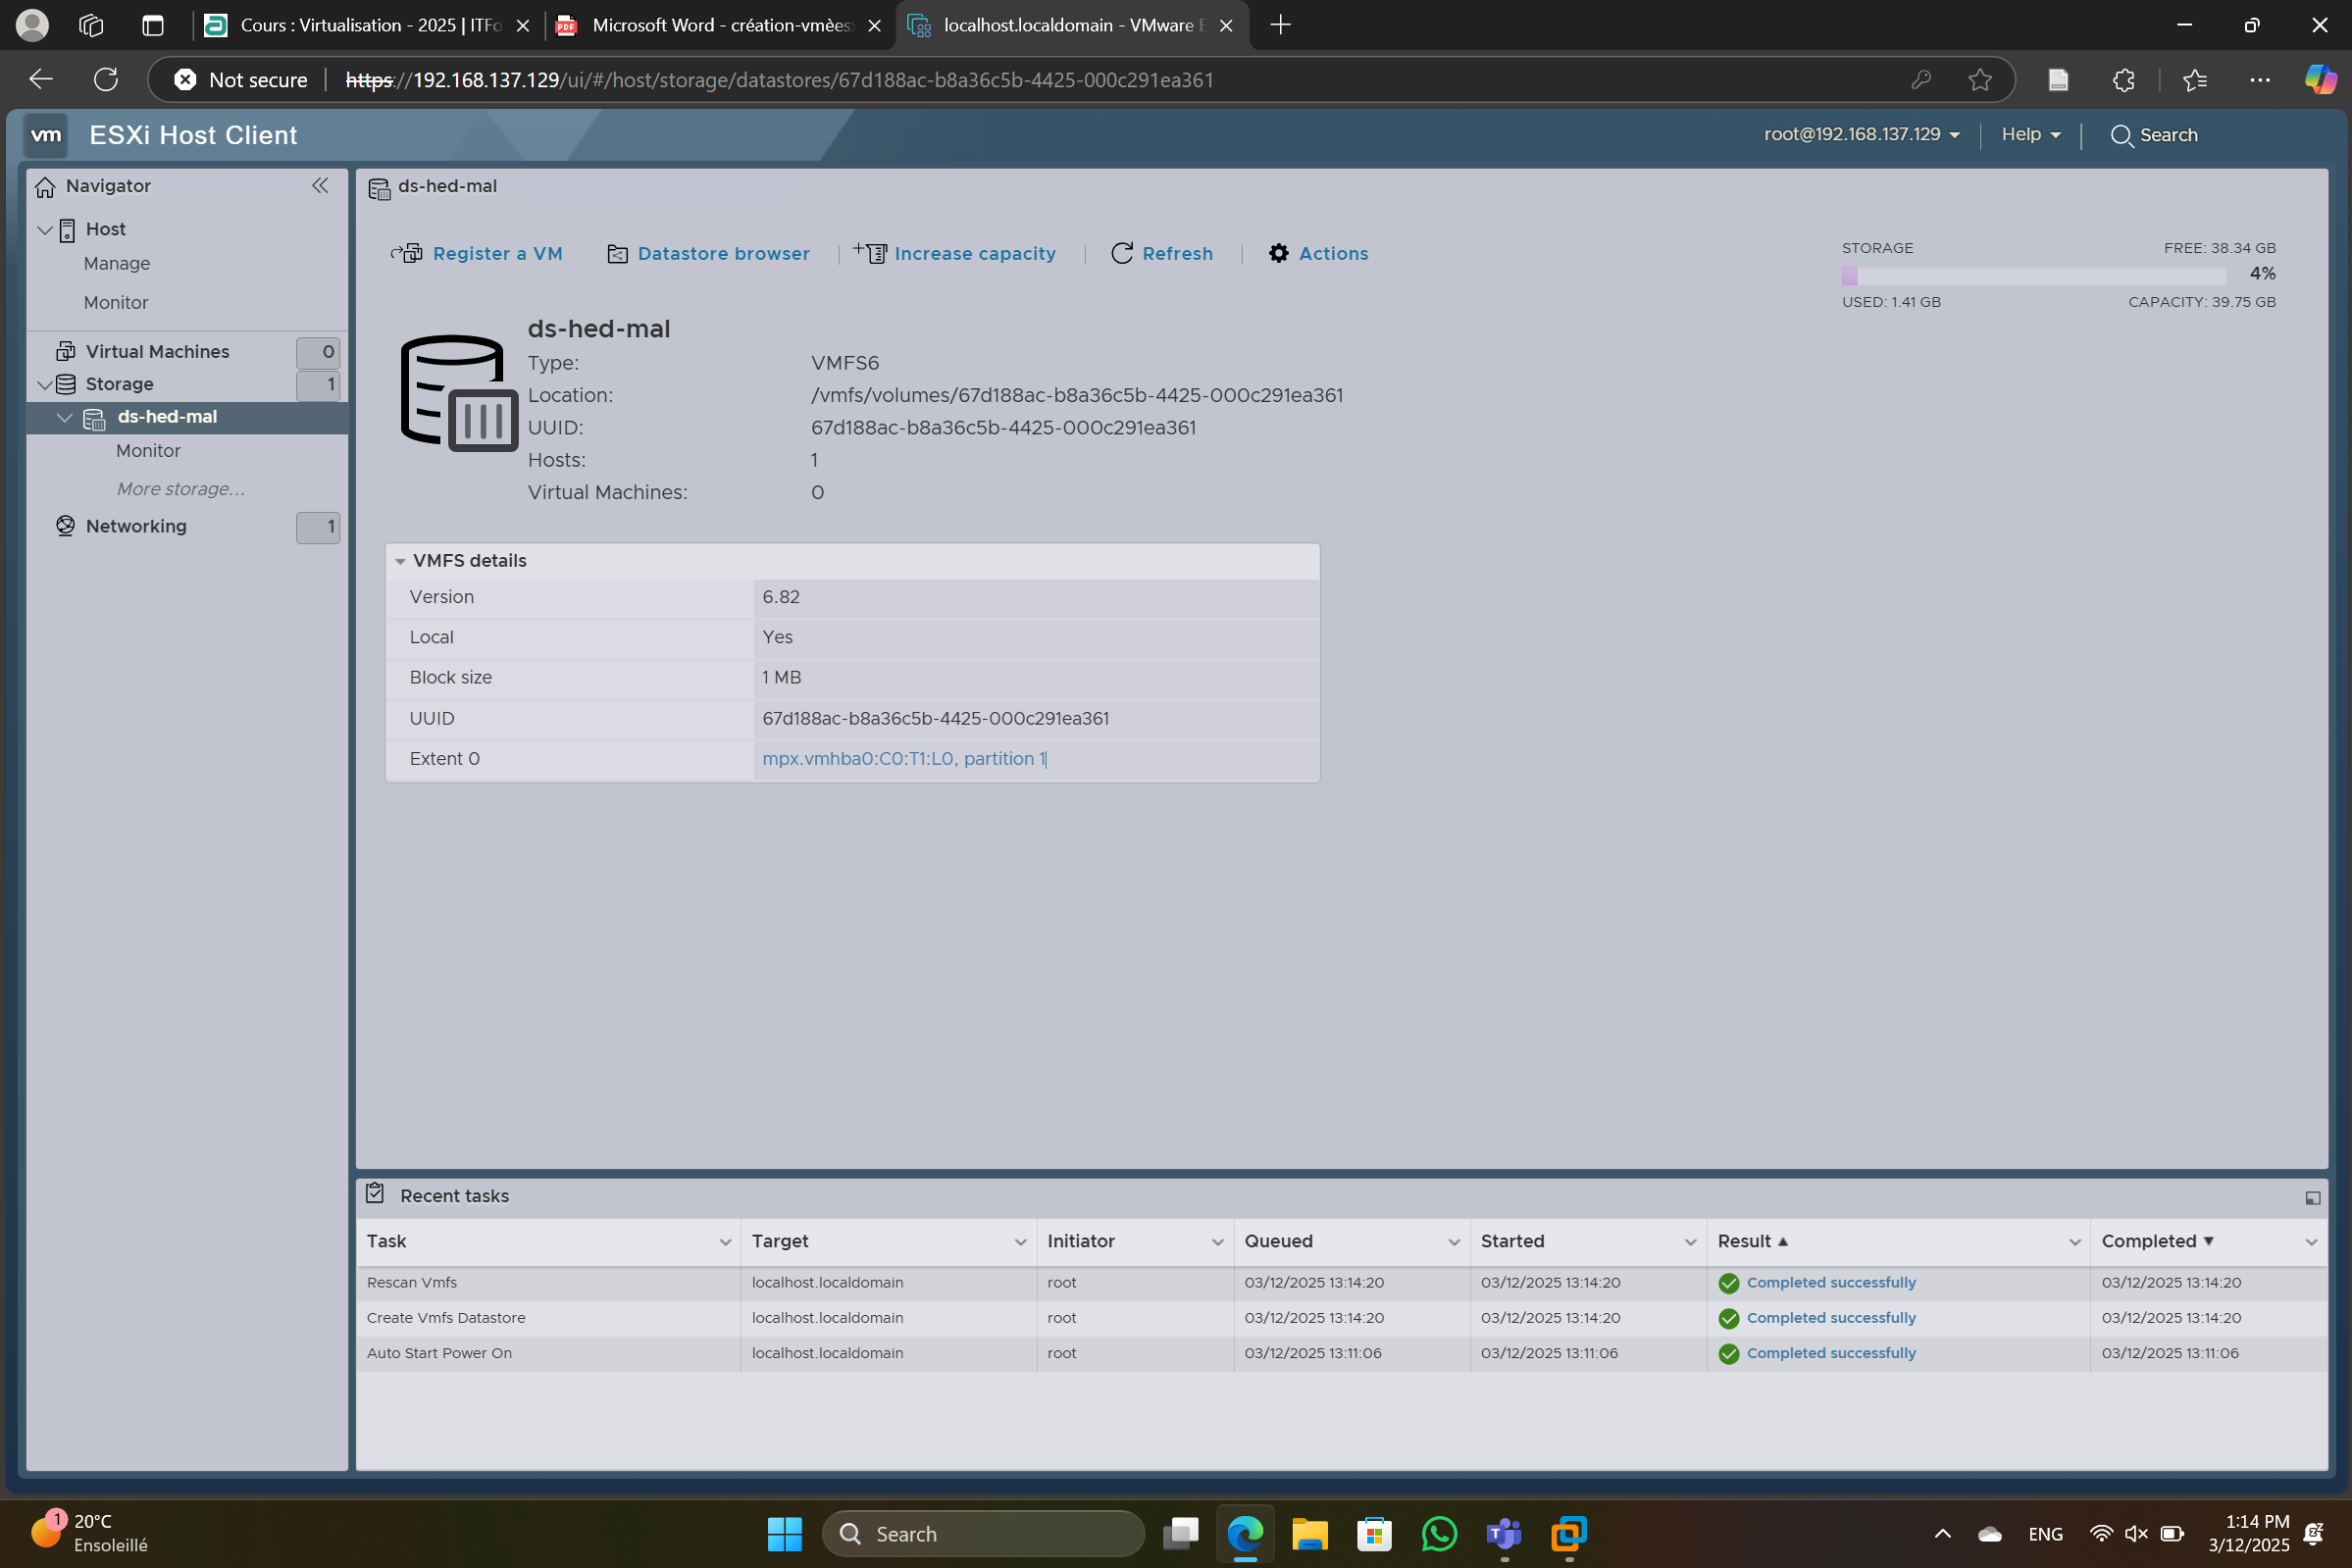 Cours : Virtualisation - 2025 | ITFo
Microsoft Word - création-vmèes
localhost.localdomain - VMware E
Not secure
https://192.168.137.129/ui/#/host/storage/datastores/67d188ac-b8a36c5b-4425-000c291ea361
vm
ESXi Host Client
root@192.168.137.129
Help
Search
Navigator
Host
Manage
Monitor
Virtual Machines 0
Storage 1
ds-hed-mal
Monitor
More storage...
Networking 1
ds-hed-mal
Register a VM
Datastore browser
Increase capacity
Refresh
Actions
STORAGE FREE: 38.34 GB
4%
USED: 1.41 GB CAPACITY: 39.75 GB
ds-hed-mal
Type: VMFS6
Location: /vmfs/volumes/67d188ac-b8a36c5b-4425-000c291ea361
UUID: 67d188ac-b8a36c5b-4425-000c291ea361
Hosts: 1
Virtual Machines: 0
VMFS details
Version 6.82
Local Yes
Block size 1 MB
UUID 67d188ac-b8a36c5b-4425-000c291ea361
Extent 0 mpx.vmhba0:C0:T1:L0, partition 1
Recent tasks
Task Target Initiator Queued Started Result Completed
Rescan Vmfs localhost.localdomain root 03/12/2025 13:14:20 03/12/2025 13:14:20 Completed successfully 03/12/2025 13:14:20
Create Vmfs Datastore localhost.localdomain root 03/12/2025 13:14:20 03/12/2025 13:14:20 Completed successfully 03/12/2025 13:14:20
Auto Start Power On localhost.localdomain root 03/12/2025 13:11:06 03/12/2025 13:11:06 Completed successfully 03/12/2025 13:11:06
1
20°C
Ensoleillé
Search
ENG
1:14 PM
3/12/2025